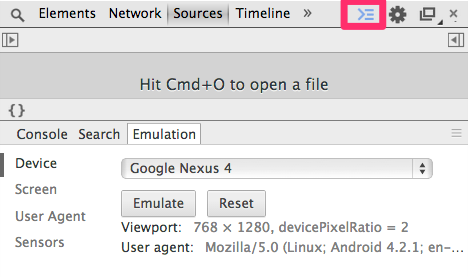 Elements Network Sources Timeline »
Hit Cmd+O to open a file
{}
Console Search Emulation
Device
Google Nexus 4
Screen
Emulate Reset
User Agent
Viewport: 768 × 1280, devicePixelRatio = 2
Sensors
User agent: Mozilla/5.0 (Linux; Android 4.2.1; en-...